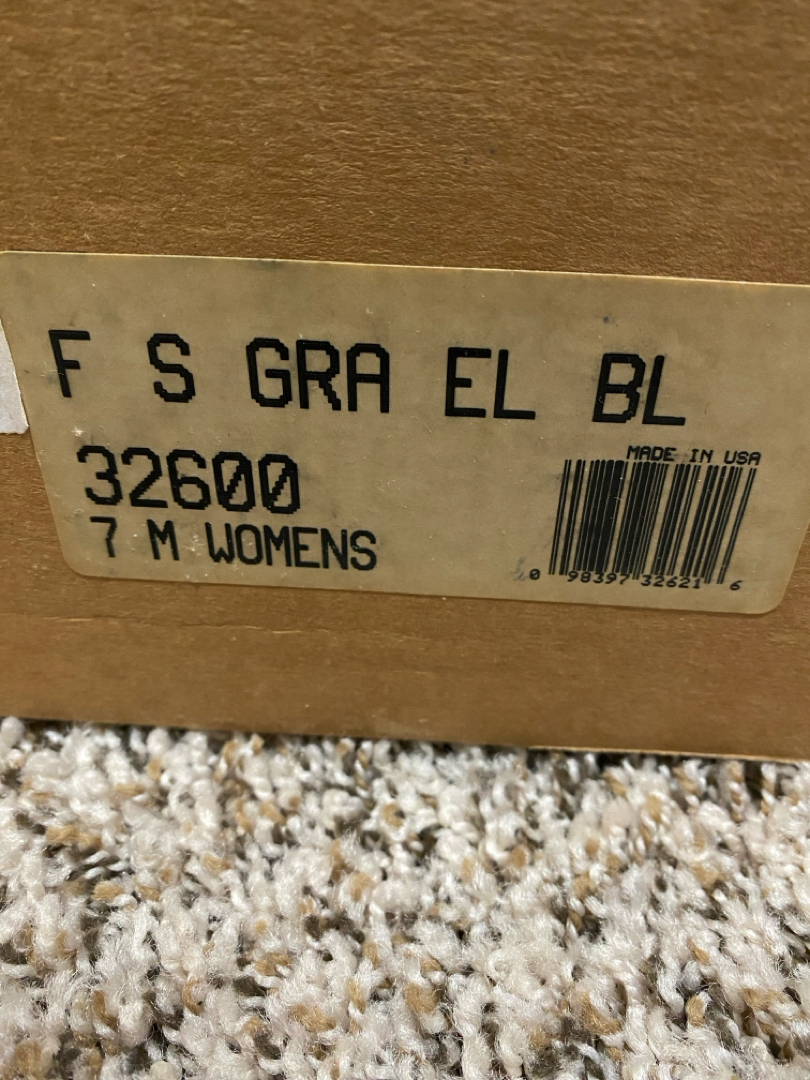 F S GRA EL BL
32600
7 M WOMENS
MADE IN USA
0 98397 32621 6